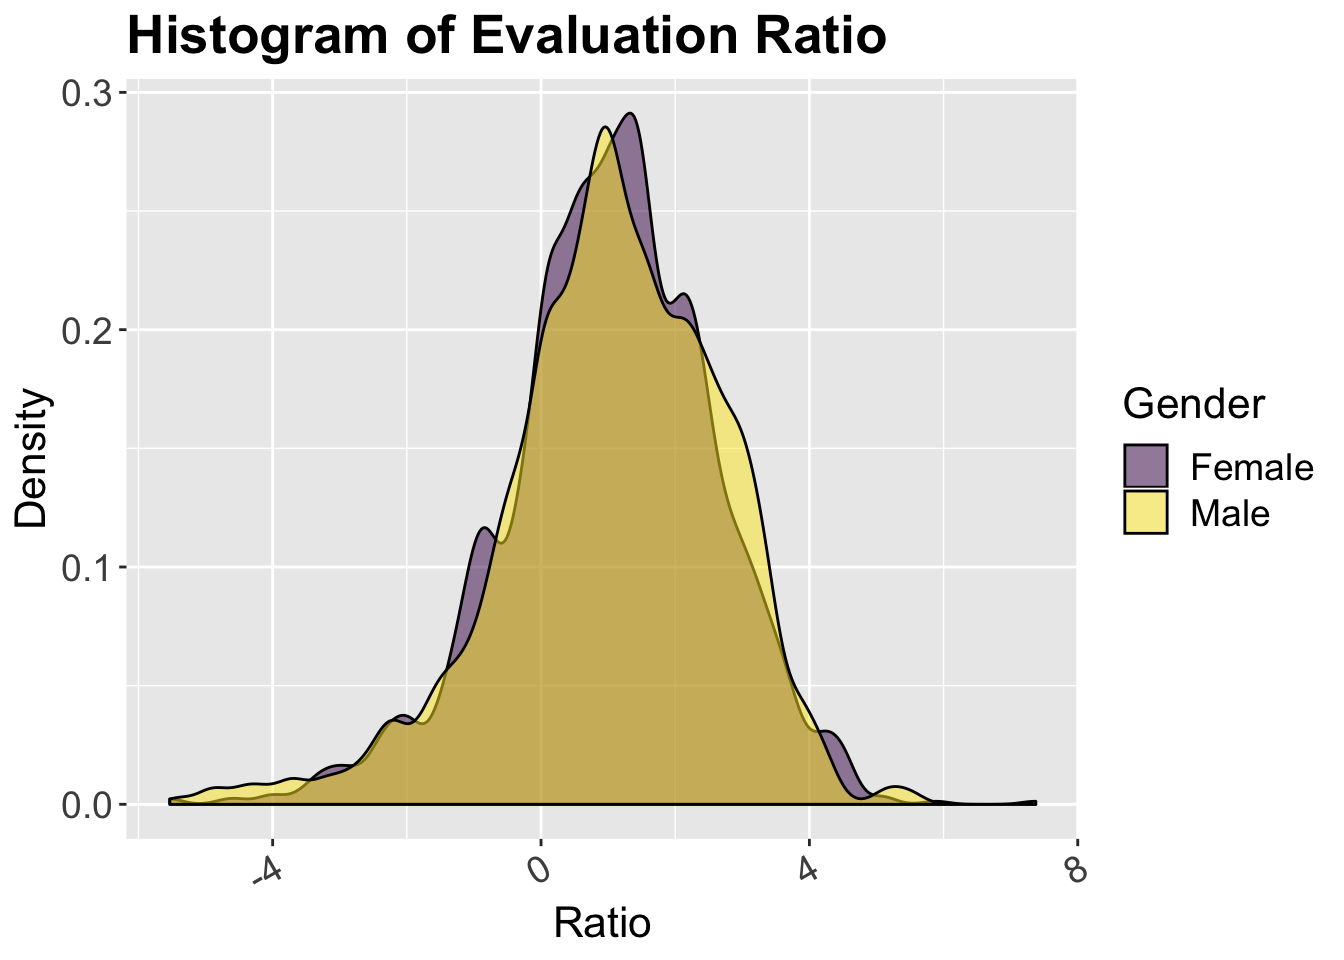 Histogram of Evaluation Ratio
0.3
0.2
0.1
0.0
Density
-4
0
4
8
Ratio
Gender
Female
Male